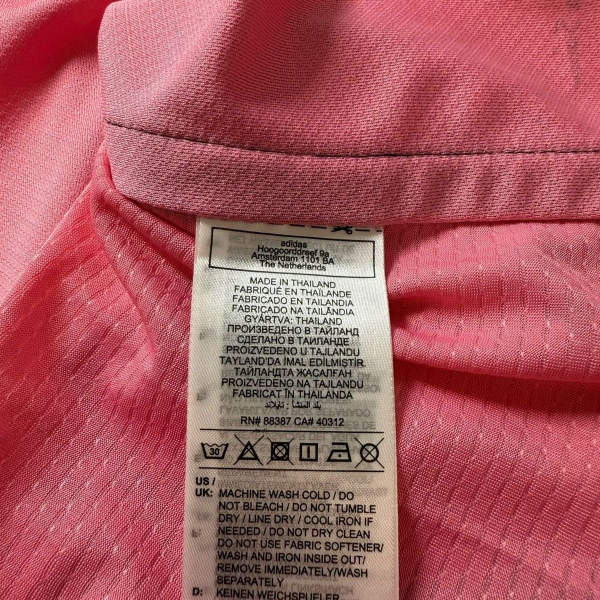 adidas
Hoogoorddreef 9a
Amsterdam 1101 BA
The Netherlands
MADE IN THAILAND
FABRIQUÉ EN THAÏLANDE
FABRICADO EN TAILANDIA
FABRICADO NA TAILÂNDIA
GYÁRTVA: THAILAND
ПРОИЗВЕДЕНО В ТАЙЛАНД
СДЕЛАНО В ТАИЛАНДЕ
PROIZVEDENO U TAJLANDU
TAYLAND'DA İMAL EDİLMİŞTİR
ТАЙЛАНДТА ЖАСАЛҒАН
PROIZVEDENO NA TAJLANDU
FABRICAT ÎN THAILANDA
بلد المنشأ : تايلاند
RN# 88387 CA# 40312
30
US /
UK: MACHINE WASH COLD / DO
NOT BLEACH / DO NOT TUMBLE
DRY / LINE DRY / COOL IRON IF
NEEDED / DO NOT DRY CLEAN
DO NOT USE FABRIC SOFTENER/
WASH AND IRON INSIDE OUT/
REMOVE IMMEDIATELY/WASH
SEPARATELY
D: KEINEN WEICHSPÜLER